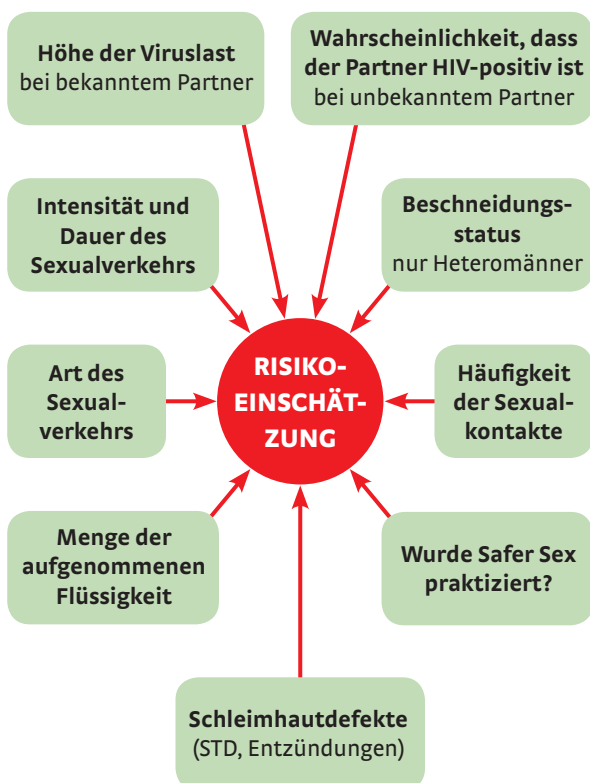 Höhe der Viruslast
bei bekanntem Partner
Wahrscheinlichkeit, dass
der Partner HIV-positiv ist
bei unbekanntem Partner
Intensität und
Dauer des
Sexualverkehrs
Beschneidungs-
status
nur Heteromänner
RISIKO-
EINSCHÄT-
ZUNG
Art des
Sexual-
verkehrs
Häufigkeit
der Sexual-
kontakte
Menge der
aufgenommenen
Flüssigkeit
Wurde Safer Sex
praktiziert?
Schleimhautdefekte
(STD, Entzündungen)